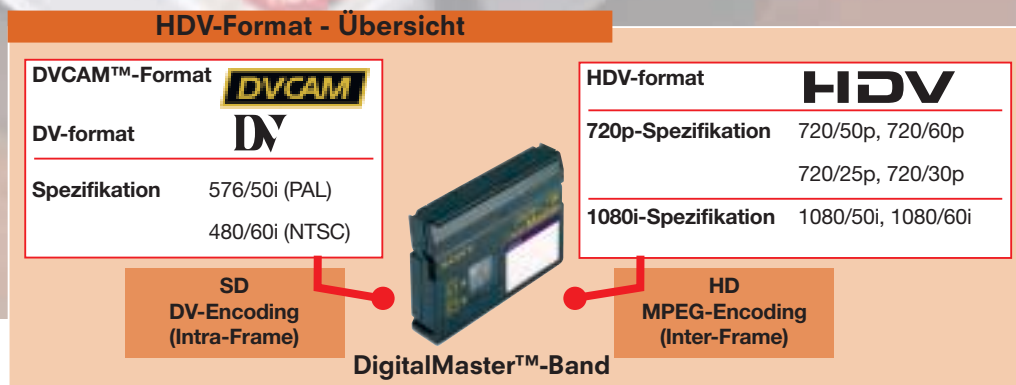 HDV-Format - Übersicht
DVCAM™-Format
DVCAM
DV-format
DV
Spezifikation 576/50i (PAL)
480/60i (NTSC)
SD
DV-Encoding
(Intra-Frame)
HDV-format
HDV
720p-Spezifikation 720/50p, 720/60p
720/25p, 720/30p
1080i-Spezifikation 1080/50i, 1080/60i
HD
MPEG-Encoding
(Inter-Frame)
SONY
DigitalMaster™-Band